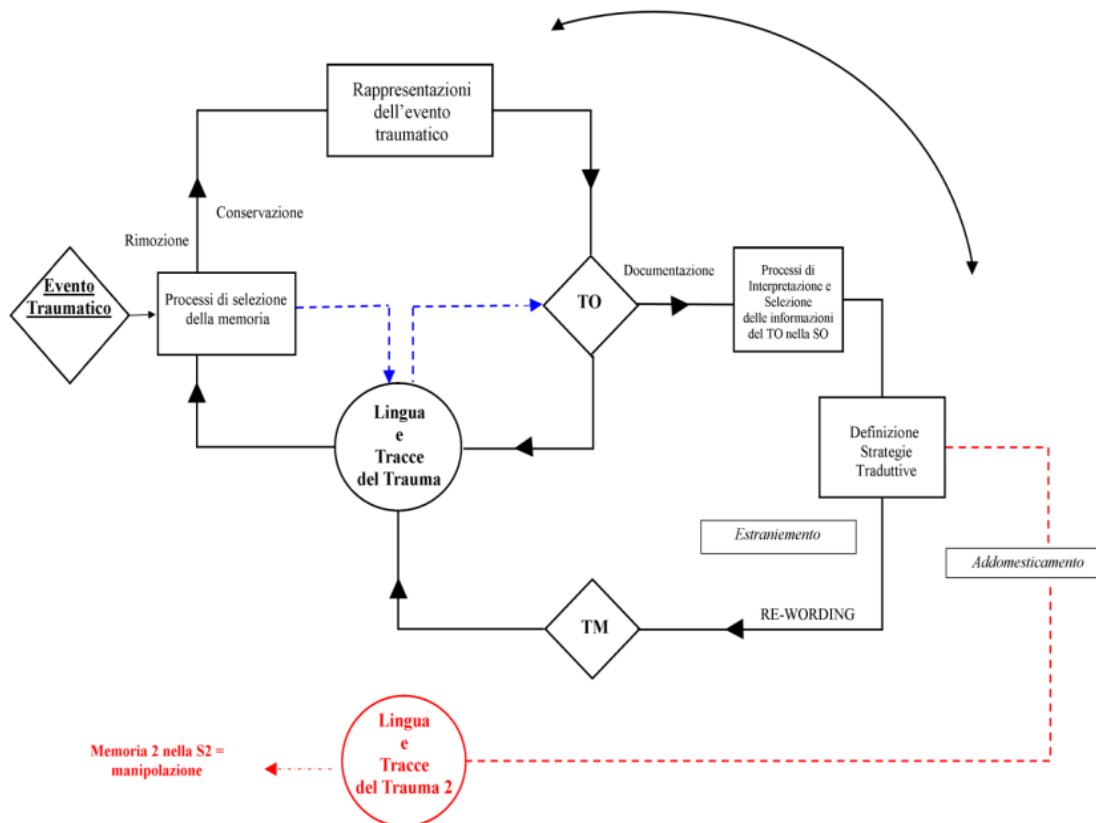 Rappresentazioni
dell'evento
traumatico
Conservazione
Rimozione
Evento
Traumatico
Processi di selezione
della memoria
TO
Documentazione
Processi di
Interpretazione e
Selezione
delle informazioni
del TO nella SO
Lingua
e
Tracce
del Trauma
Definizione
Strategie
Traduttive
Estraniemento
Addomesticamento
RE-WORDING
TM
Lingua
e
Tracce
del Trauma 2
Memoria 2 nella S2 =
manipolazione